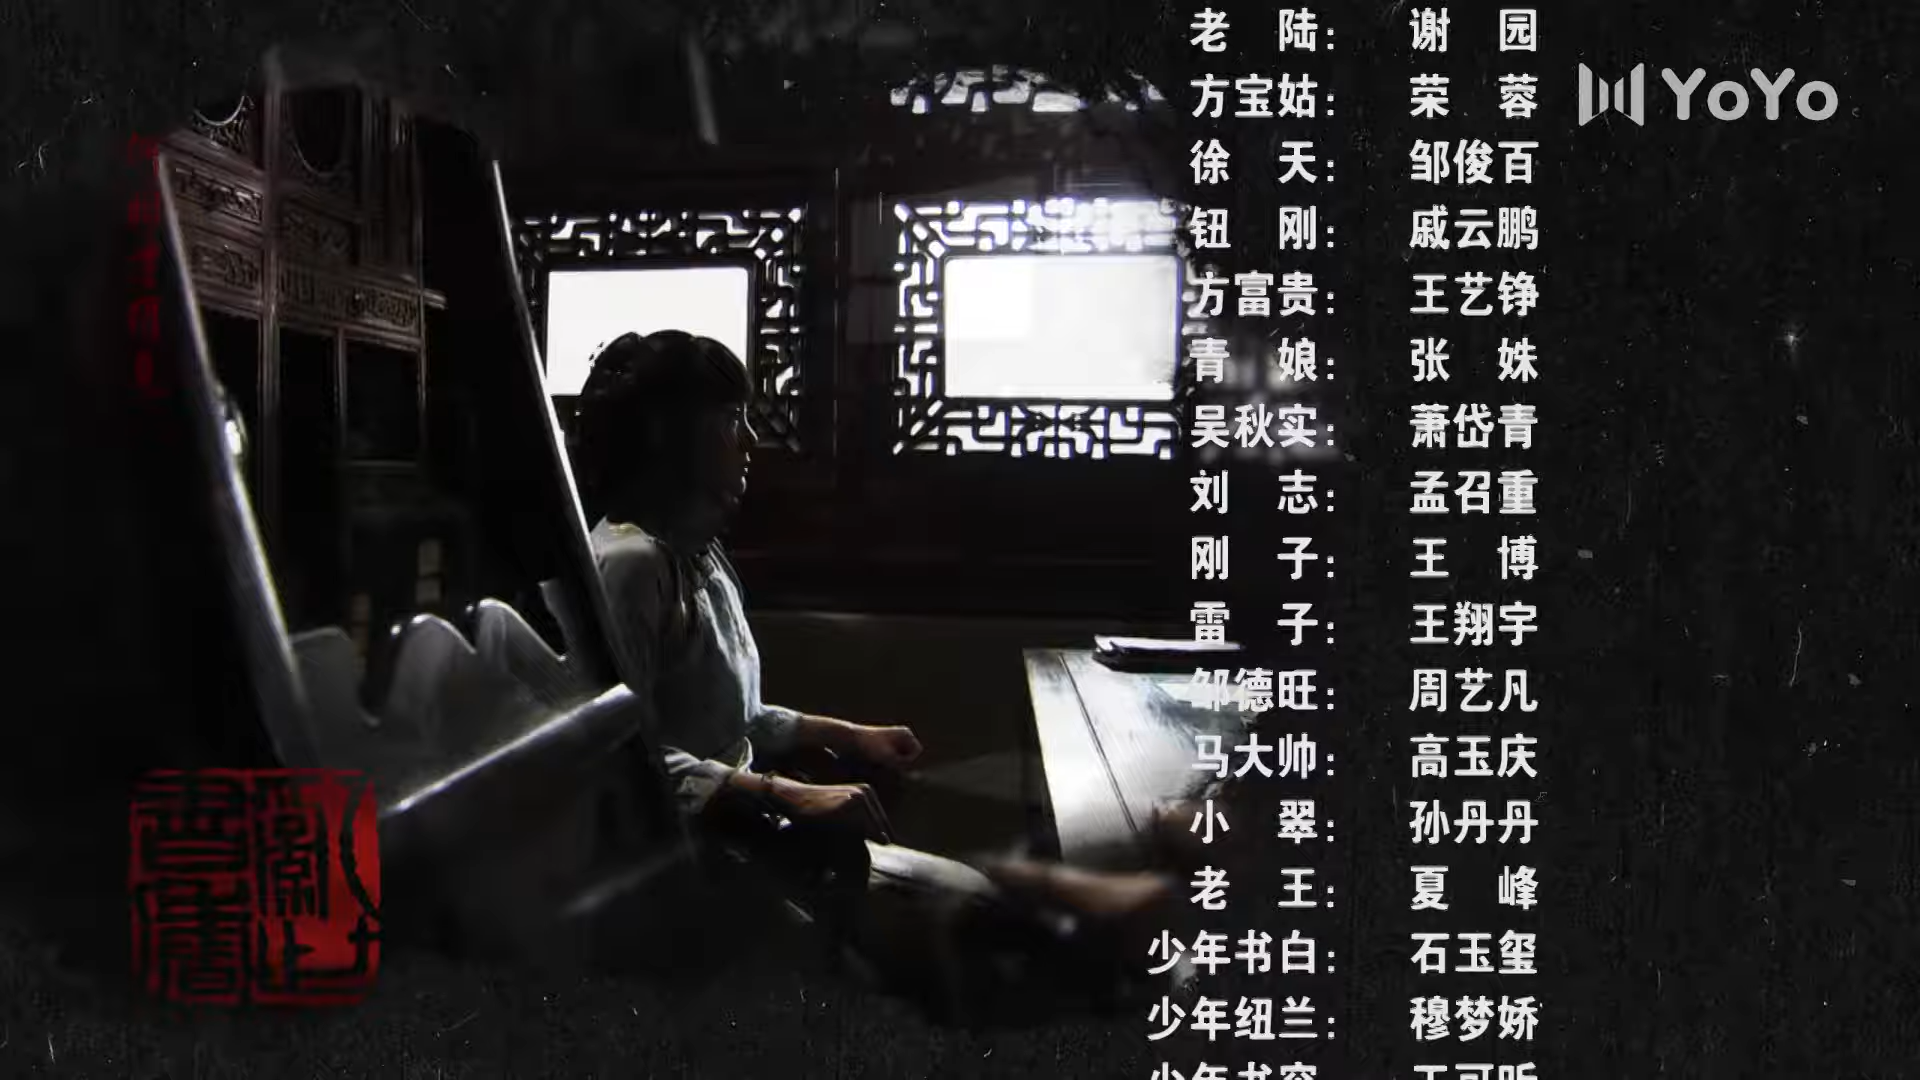 老 陆： 谢 园
方宝姑： 荣 蓉
YoYo
徐 天： 邹俊百
钮 刚： 戚云鹏
方富贵： 王艺铮
青 娘： 张 姝
吴秋实： 萧岱青
刘 志： 孟召重
刚 子： 王 博
雷 子： 王翔宇
邹德旺： 周艺凡
马大帅： 高玉庆
小 翠： 孙丹丹
老 王： 夏 峰
少年书白： 石玉玺
少年纽兰： 穆梦娇